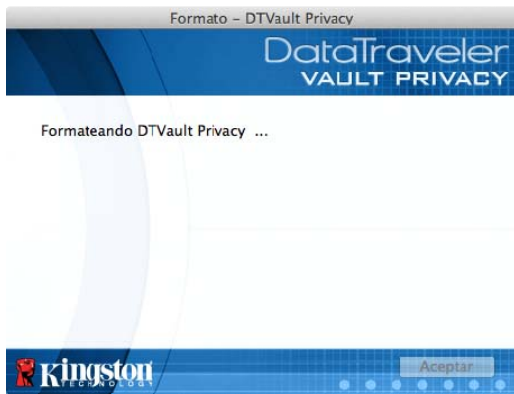 Formato – DTVault Privacy
DataTraveler
VAULT PRIVACY
Formateando DTVault Privacy ...
Kingston
TECHNOLOGY
Aceptar